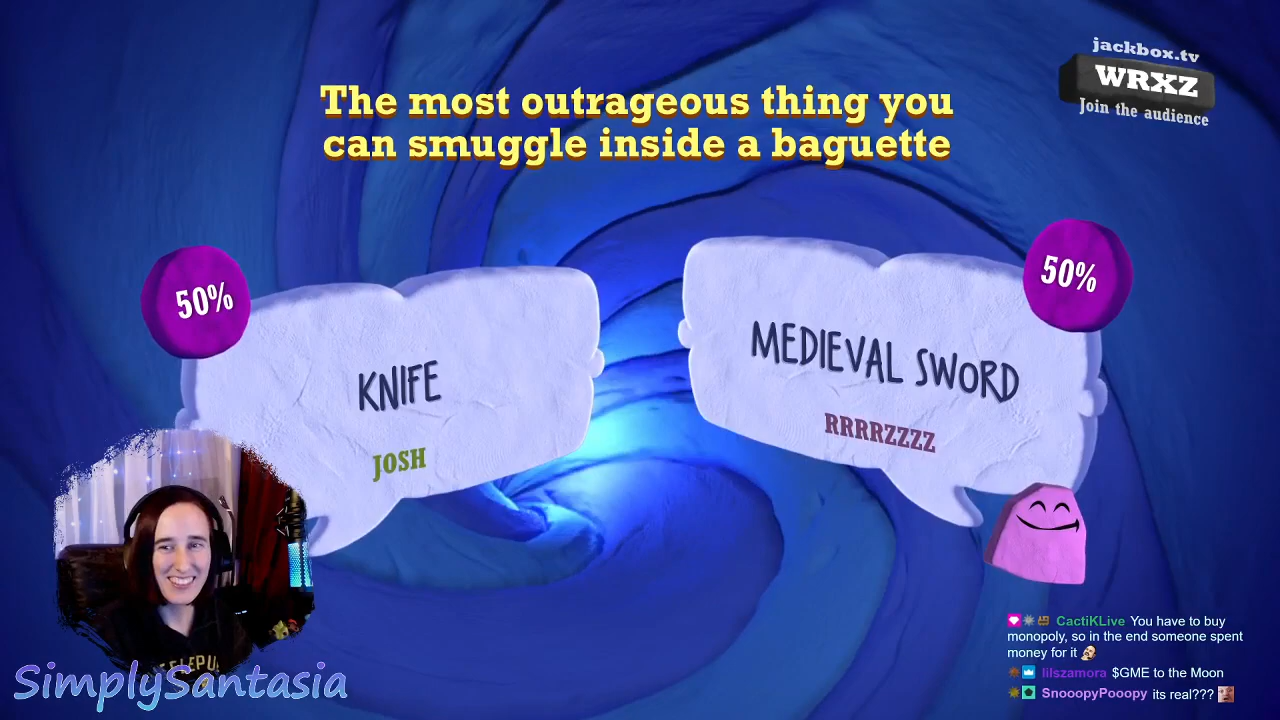 jackbox.tv
WRXZ
Join the audience
The most outrageous thing you
can smuggle inside a baguette
50%
50%
KNIFE
JOSH
MEDIEVAL SWORD
RRRRZZZZ
SimplySantasia
CactiKLive You have to buy
monopoly, so in the end someone spent
money for it
lilszamora $GME to the Moon
SnooopyPooopy its real???